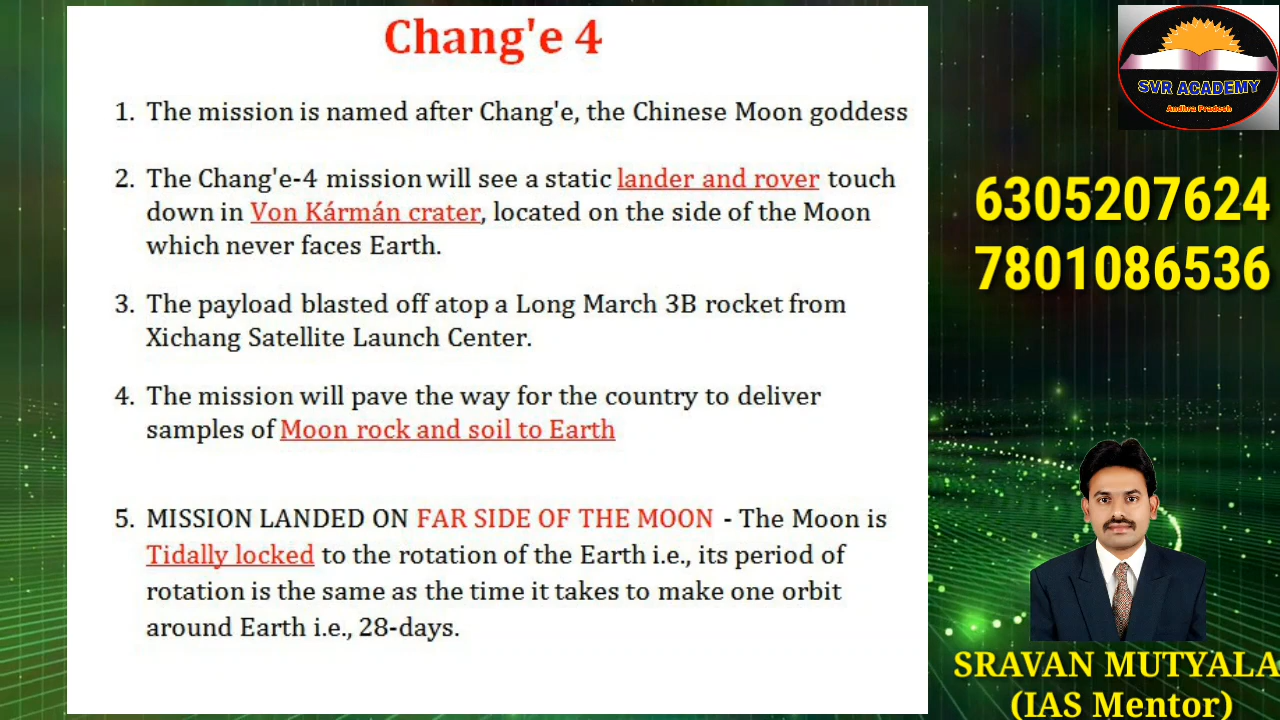 Chang'e 4
1. The mission is named after Chang'e, the Chinese Moon goddess
2. The Chang'e-4 mission will see a static lander and rover touch
down in Von Kármán crater, located on the side of the Moon
which never faces Earth.
3. The payload blasted off atop a Long March 3B rocket from
Xichang Satellite Launch Center.
4. The mission will pave the way for the country to deliver
samples of Moon rock and soil to Earth
5. MISSION LANDED ON FAR SIDE OF THE MOON - The Moon is
Tidally locked to the rotation of the Earth i.e., its period of
rotation is the same as the time it takes to make one orbit
around Earth i.e., 28-days.
SVR ACADEMY
Andhra Pradesh
6305207624
7801086536
SRAVAN MUTYALA
(IAS Mentor)